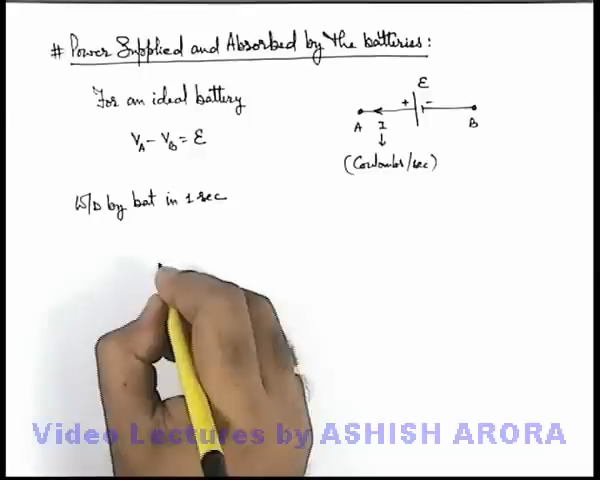 # Power Supplied and Absorbed by the batteries:
For an ideal battery
V_A - V_B = ε
ε
+ -
A I B
(Coulombs/sec)
W/D by bat in 1 sec
Video Lectures by ASHISH ARORA